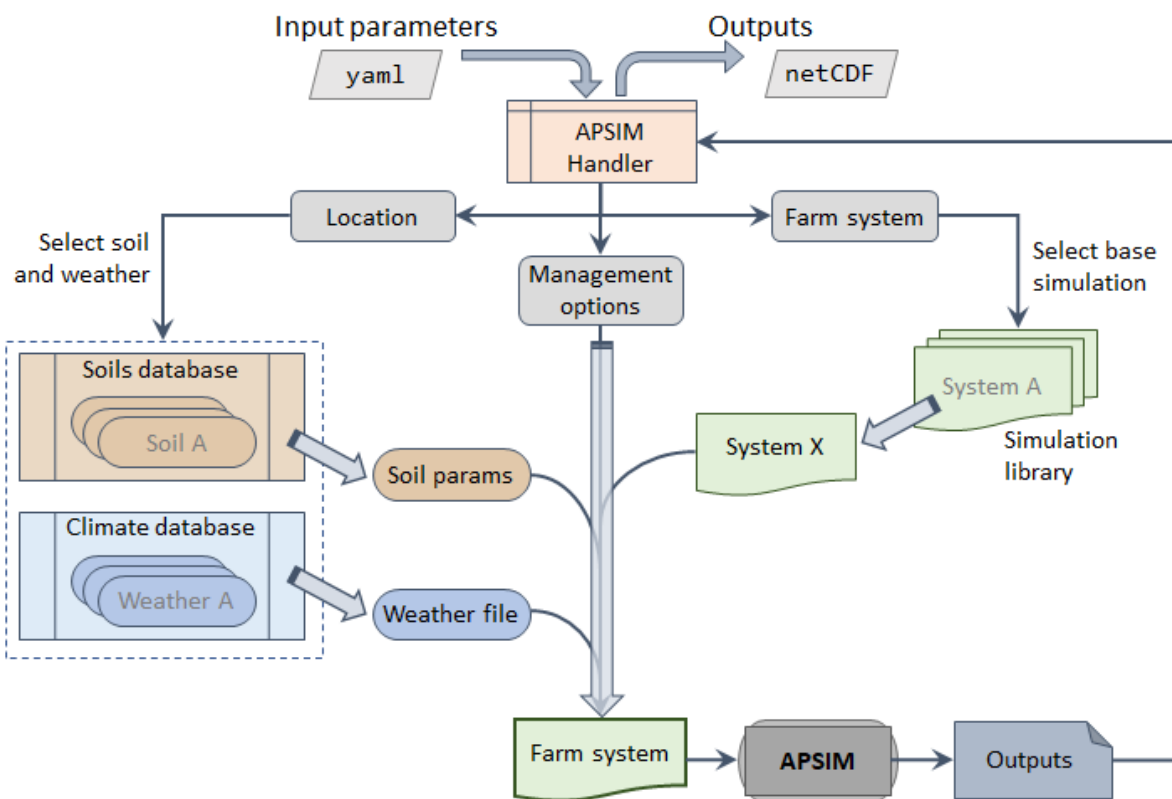 Input parameters
Outputs
yaml
netCDF
APSIM
Handler
Location
Farm system
Select soil
and weather
Management
options
Select base
simulation
Soils database
Soil A
System A
Simulation
library
System X
Soil params
Climate database
Weather A
Weather file
Farm system
APSIM
Outputs